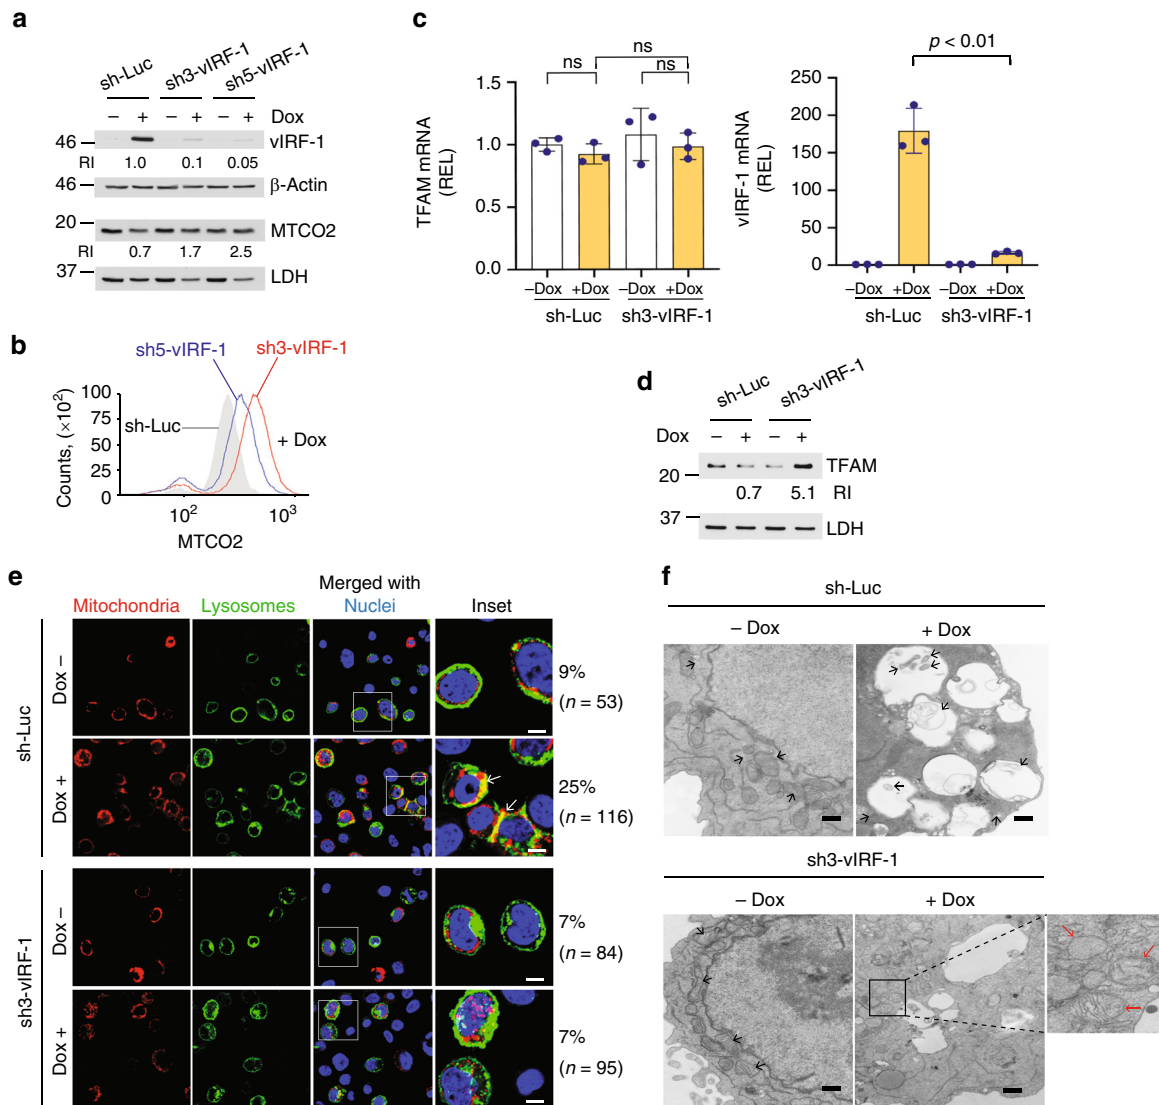 a
sh-Luc
sh3-vIRF-1
sh5-vIRF-1
– + – + – + Dox
46
vIRF-1
RI 1.0 0.1 0.05
46
β-Actin
20
MTCO2
RI 0.7 1.7 2.5
37
LDH
b
sh5-vIRF-1
sh3-vIRF-1
sh-Luc
+ Dox
Counts, (×10²)
100
75
50
25
0
10² 10³
MTCO2
c
ns
ns
ns
TFAM mRNA
(REL)
1.5
1.0
0.5
0.0
–Dox +Dox –Dox +Dox
sh-Luc sh3-vIRF-1
p < 0.01
vIRF-1 mRNA
(REL)
250
200
150
100
50
0
–Dox +Dox –Dox +Dox
sh-Luc sh3-vIRF-1
d
sh-Luc
sh3-vIRF-1
Dox – + – +
20
TFAM
0.7 5.1 RI
37
LDH
e
Mitochondria Lysosomes Merged with
Nuclei
Inset
sh-Luc
Dox –
9%
(n = 53)
Dox +
25%
(n = 116)
sh3-vIRF-1
Dox –
7%
(n = 84)
Dox +
7%
(n = 95)
f
sh-Luc
– Dox + Dox
sh3-vIRF-1
– Dox + Dox